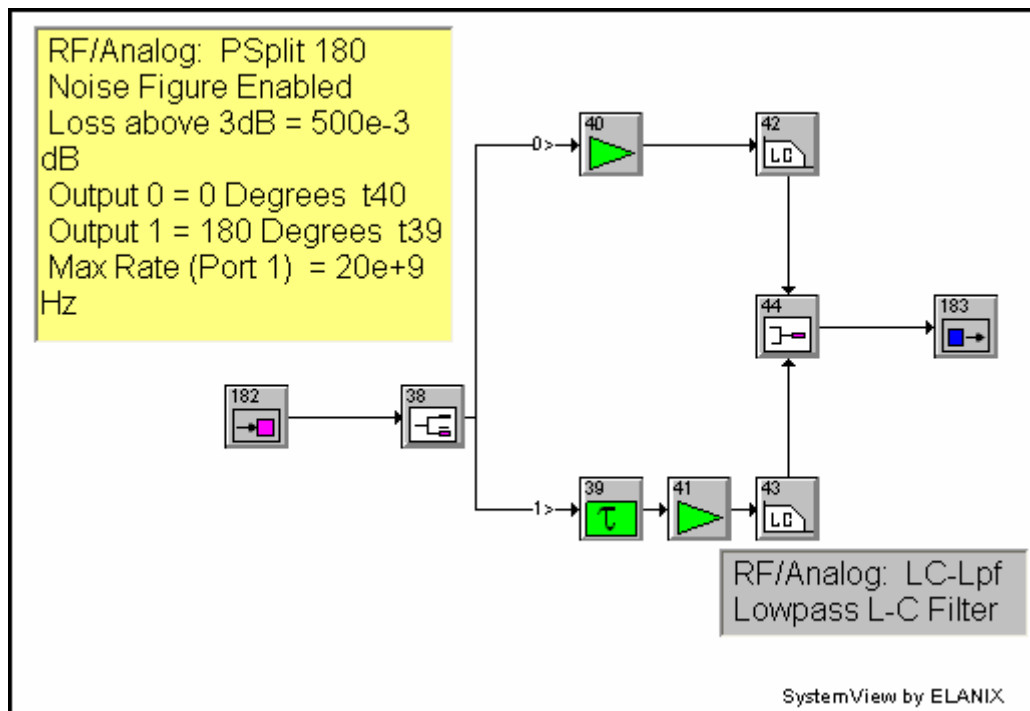 RF/Analog:  PSplit 180
Noise Figure Enabled
Loss above 3dB = 500e-3
dB
Output 0 = 0 Degrees  t40
Output 1 = 180 Degrees  t39
Max Rate (Port 1)  = 20e+9
Hz
40
42
LC
0>
44
183
182
38
39
41
43
1>
τ
LC
RF/Analog:  LC-Lpf
Lowpass L-C Filter
SystemView by ELANIX